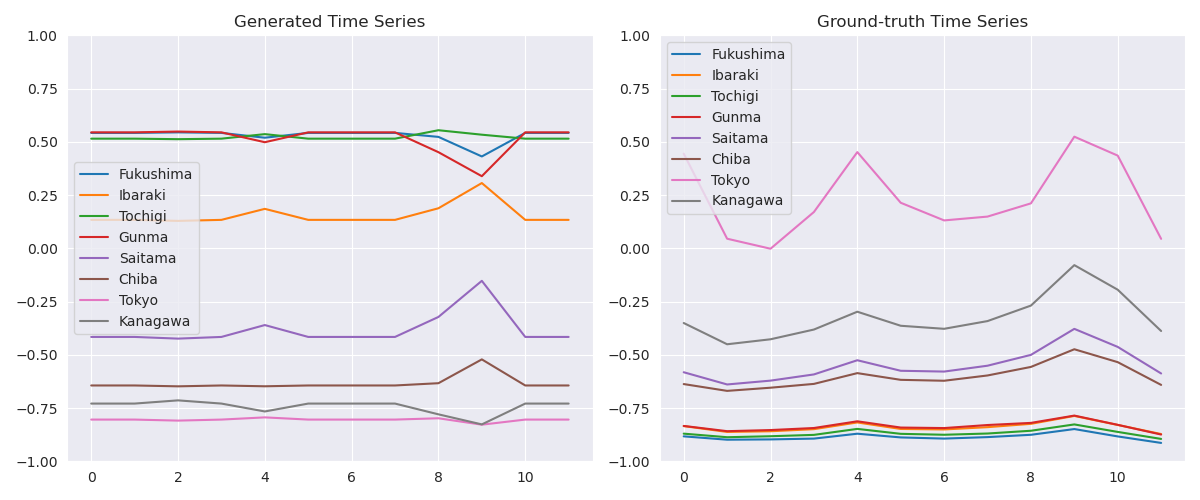 Generated Time Series
1.00
0.75
0.50
0.25
0.00
−0.25
−0.50
−0.75
−1.00
Fukushima
Ibaraki
Tochigi
Gunma
Saitama
Chiba
Tokyo
Kanagawa
0 2 4 6 8 10
Ground-truth Time Series
1.00
0.75
0.50
0.25
0.00
−0.25
−0.50
−0.75
−1.00
Fukushima
Ibaraki
Tochigi
Gunma
Saitama
Chiba
Tokyo
Kanagawa
0 2 4 6 8 10